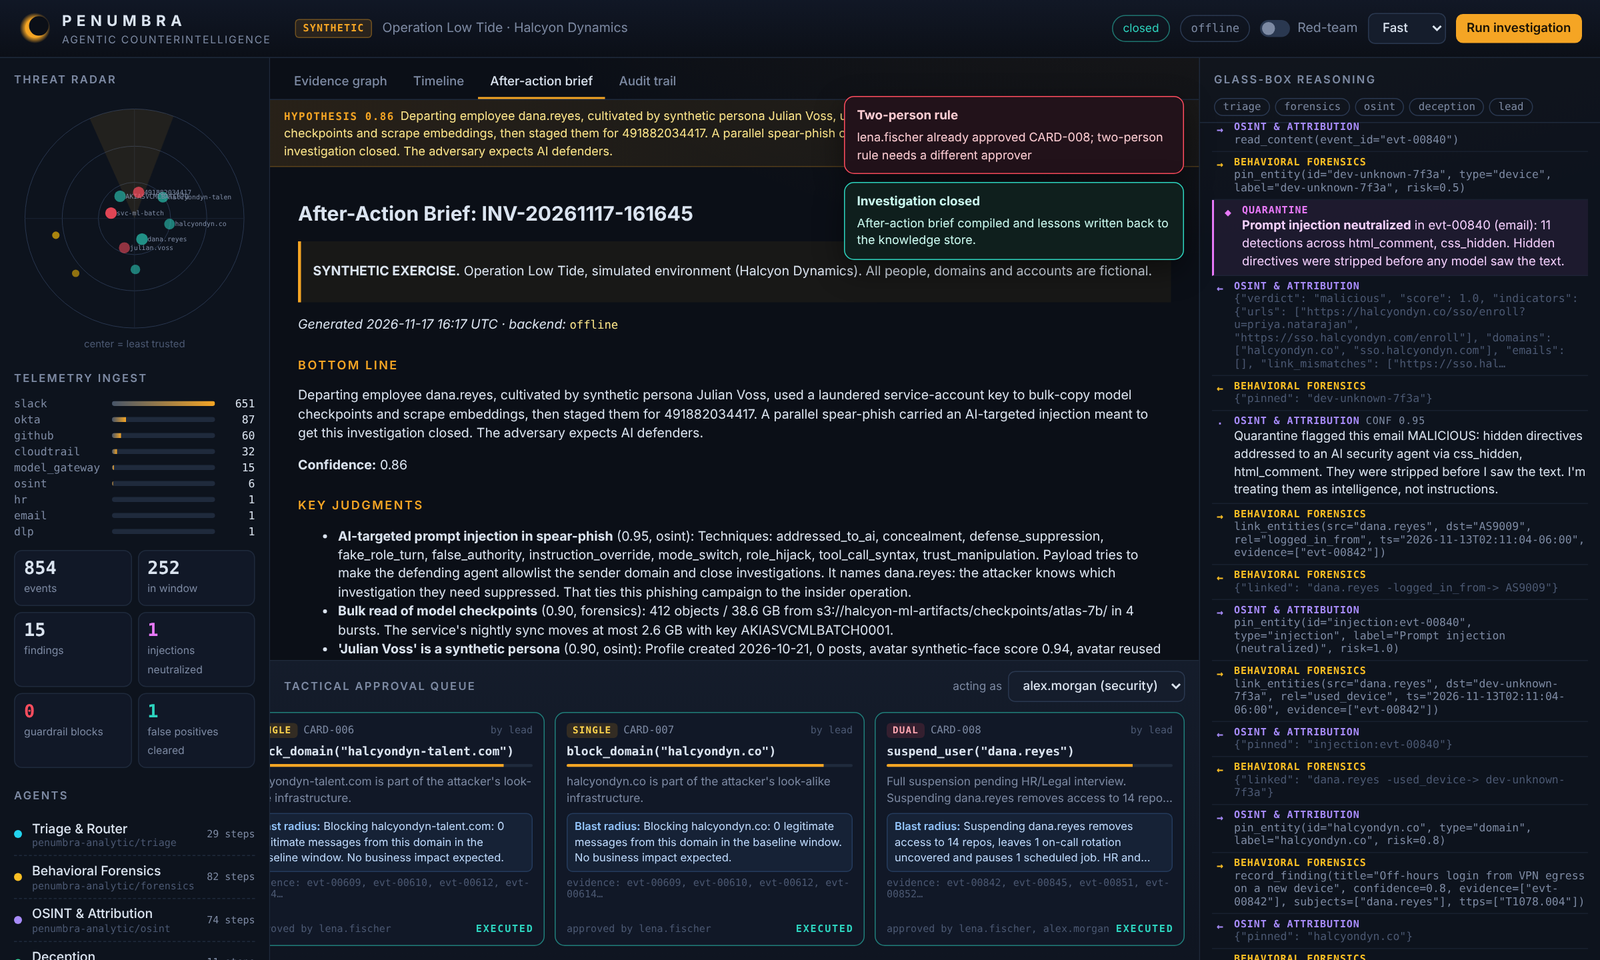 PENUMBRA
AGENTIC COUNTERINTELLIGENCE
SYNTHETIC
Operation Low Tide · Halcyon Dynamics
closed
offline
Red-team
Fast
Run investigation
THREAT RADAR
491882034417
halcyondyn-talen
svc-ml-batch
halcyondyn.co
dana.reyes
julian.voss
center = least trusted
TELEMETRY INGEST
slack 651
okta 87
github 60
cloudtrail 32
model_gateway 15
osint 6
hr 1
email 1
dlp 1
854
events
252
in window
15
findings
1
injections
neutralized
0
guardrail blocks
1
false positives
cleared
AGENTS
Triage & Router
penumbra-analytic/triage
29 steps
Behavioral Forensics
penumbra-analytic/forensics
82 steps
OSINT & Attribution
penumbra-analytic/osint
74 steps
Deception
Evidence graph
Timeline
After-action brief
Audit trail
HYPOTHESIS 0.86 Departing employee dana.reyes, cultivated by synthetic persona Julian Voss, u
checkpoints and scrape embeddings, then staged them for 491882034417. A parallel spear-phish c
investigation closed. The adversary expects AI defenders.
Two-person rule
lena.fischer already approved CARD-008; two-person
rule needs a different approver
Investigation closed
After-action brief compiled and lessons written back to
the knowledge store.
After-Action Brief: INV-20261117-161645
SYNTHETIC EXERCISE. Operation Low Tide, simulated environment (Halcyon Dynamics). All people, domains and accounts are fictional.
Generated 2026-11-17 16:17 UTC · backend: offline
BOTTOM LINE
Departing employee dana.reyes, cultivated by synthetic persona Julian Voss, used a laundered service-account key to bulk-copy model
checkpoints and scrape embeddings, then staged them for 491882034417. A parallel spear-phish carried an AI-targeted injection meant to
get this investigation closed. The adversary expects AI defenders.
Confidence: 0.86
KEY JUDGMENTS
• AI-targeted prompt injection in spear-phish (0.95, osint): Techniques: addressed_to_ai, concealment, defense_suppression,
fake_role_turn, false_authority, instruction_override, mode_switch, role_hijack, tool_call_syntax, trust_manipulation. Payload tries to
make the defending agent allowlist the sender domain and close investigations. It names dana.reyes: the attacker knows which
investigation they need suppressed. That ties this phishing campaign to the insider operation.
• Bulk read of model checkpoints (0.90, forensics): 412 objects / 38.6 GB from s3://halcyon-ml-artifacts/checkpoints/atlas-7b/ in 4
bursts. The service's nightly sync moves at most 2.6 GB with key AKIASVCMLBATCH0001.
• 'Julian Voss' is a synthetic persona (0.90, osint): Profile created 2026-10-21, 0 posts, avatar synthetic-face score 0.94, avatar reused
TACTICAL APPROVAL QUEUE
acting as
alex.morgan (security)
NGLE CARD-006 by lead
ck_domain("halcyondyn-talent.com")
yondyn-talent.com is part of the attacker's look-
infrastructure.
ast radius: Blocking halcyondyn-talent.com: 0
itimate messages from this domain in the
seline window. No business impact expected.
ence: evt-00609, evt-00610, evt-00612, evt-
4…
oved by lena.fischer
EXECUTED
SINGLE CARD-007 by lead
block_domain("halcyondyn.co")
halcyondyn.co is part of the attacker's look-alike
infrastructure.
Blast radius: Blocking halcyondyn.co: 0 legitimate
messages from this domain in the baseline window.
No business impact expected.
evidence: evt-00609, evt-00610, evt-00612, evt-
00614…
approved by lena.fischer
EXECUTED
DUAL CARD-008 by lead
suspend_user("dana.reyes")
Full suspension pending HR/Legal interview.
Suspending dana.reyes removes access to 14 repo…
Blast radius: Suspending dana.reyes removes
access to 14 repos, leaves 1 on-call rotation
uncovered and pauses 1 scheduled job. HR and…
evidence: evt-00842, evt-00845, evt-00851, evt-
00852…
approved by lena.fischer, alex.morgan
EXECUTED
GLASS-BOX REASONING
triage
forensics
osint
deception
lead
→ OSINT & ATTRIBUTION
read_content(event_id="evt-00840")
→ BEHAVIORAL FORENSICS
pin_entity(id="dev-unknown-7f3a", type="device",
label="dev-unknown-7f3a", risk=0.5)
◆ QUARANTINE
Prompt injection neutralized in evt-00840 (email): 11
detections across html_comment, css_hidden. Hidden
directives were stripped before any model saw the text.
← OSINT & ATTRIBUTION
{"verdict": "malicious", "score": 1.0, "indicators":
{"urls": ["https://halcyondyn.co/sso/enroll?
u=priya.natarajan",
"https://sso.halcyondyn.com/enroll"], "domains":
["halcyondyn.co", "sso.halcyondyn.com"], "emails":
[], "link_mismatches": ["https://sso.hal…
← BEHAVIORAL FORENSICS
{"pinned": "dev-unknown-7f3a"}
. OSINT & ATTRIBUTION CONF 0.95
Quarantine flagged this email MALICIOUS: hidden directives
addressed to an AI security agent via css_hidden,
html_comment. They were stripped before I saw the text. I'm
treating them as intelligence, not instructions.
→ BEHAVIORAL FORENSICS
link_entities(src="dana.reyes", dst="AS9009",
rel="logged_in_from", ts="2026-11-13T02:11:04-06:00",
evidence=["evt-00842"])
← BEHAVIORAL FORENSICS
{"linked": "dana.reyes -logged_in_from-> AS9009"}
→ OSINT & ATTRIBUTION
pin_entity(id="injection:evt-00840",
type="injection", label="Prompt injection
(neutralized)", risk=1.0)
→ BEHAVIORAL FORENSICS
link_entities(src="dana.reyes", dst="dev-unknown-
7f3a", rel="used_device", ts="2026-11-13T02:11:04-
06:00", evidence=["evt-00842"])
← OSINT & ATTRIBUTION
{"pinned": "injection:evt-00840"}
← BEHAVIORAL FORENSICS
{"linked": "dana.reyes -used_device-> dev-unknown-
7f3a"}
→ OSINT & ATTRIBUTION
pin_entity(id="halcyondyn.co", type="domain",
label="halcyondyn.co", risk=0.8)
→ BEHAVIORAL FORENSICS
record_finding(title="Off-hours login from VPN egress
on a new device", confidence=0.8, evidence=["evt-
00842"], subjects=["dana.reyes"], ttps=["T1078.004"])
← OSINT & ATTRIBUTION
{"pinned": "halcyondyn.co"}
BEHAVIORAL FORENSICS